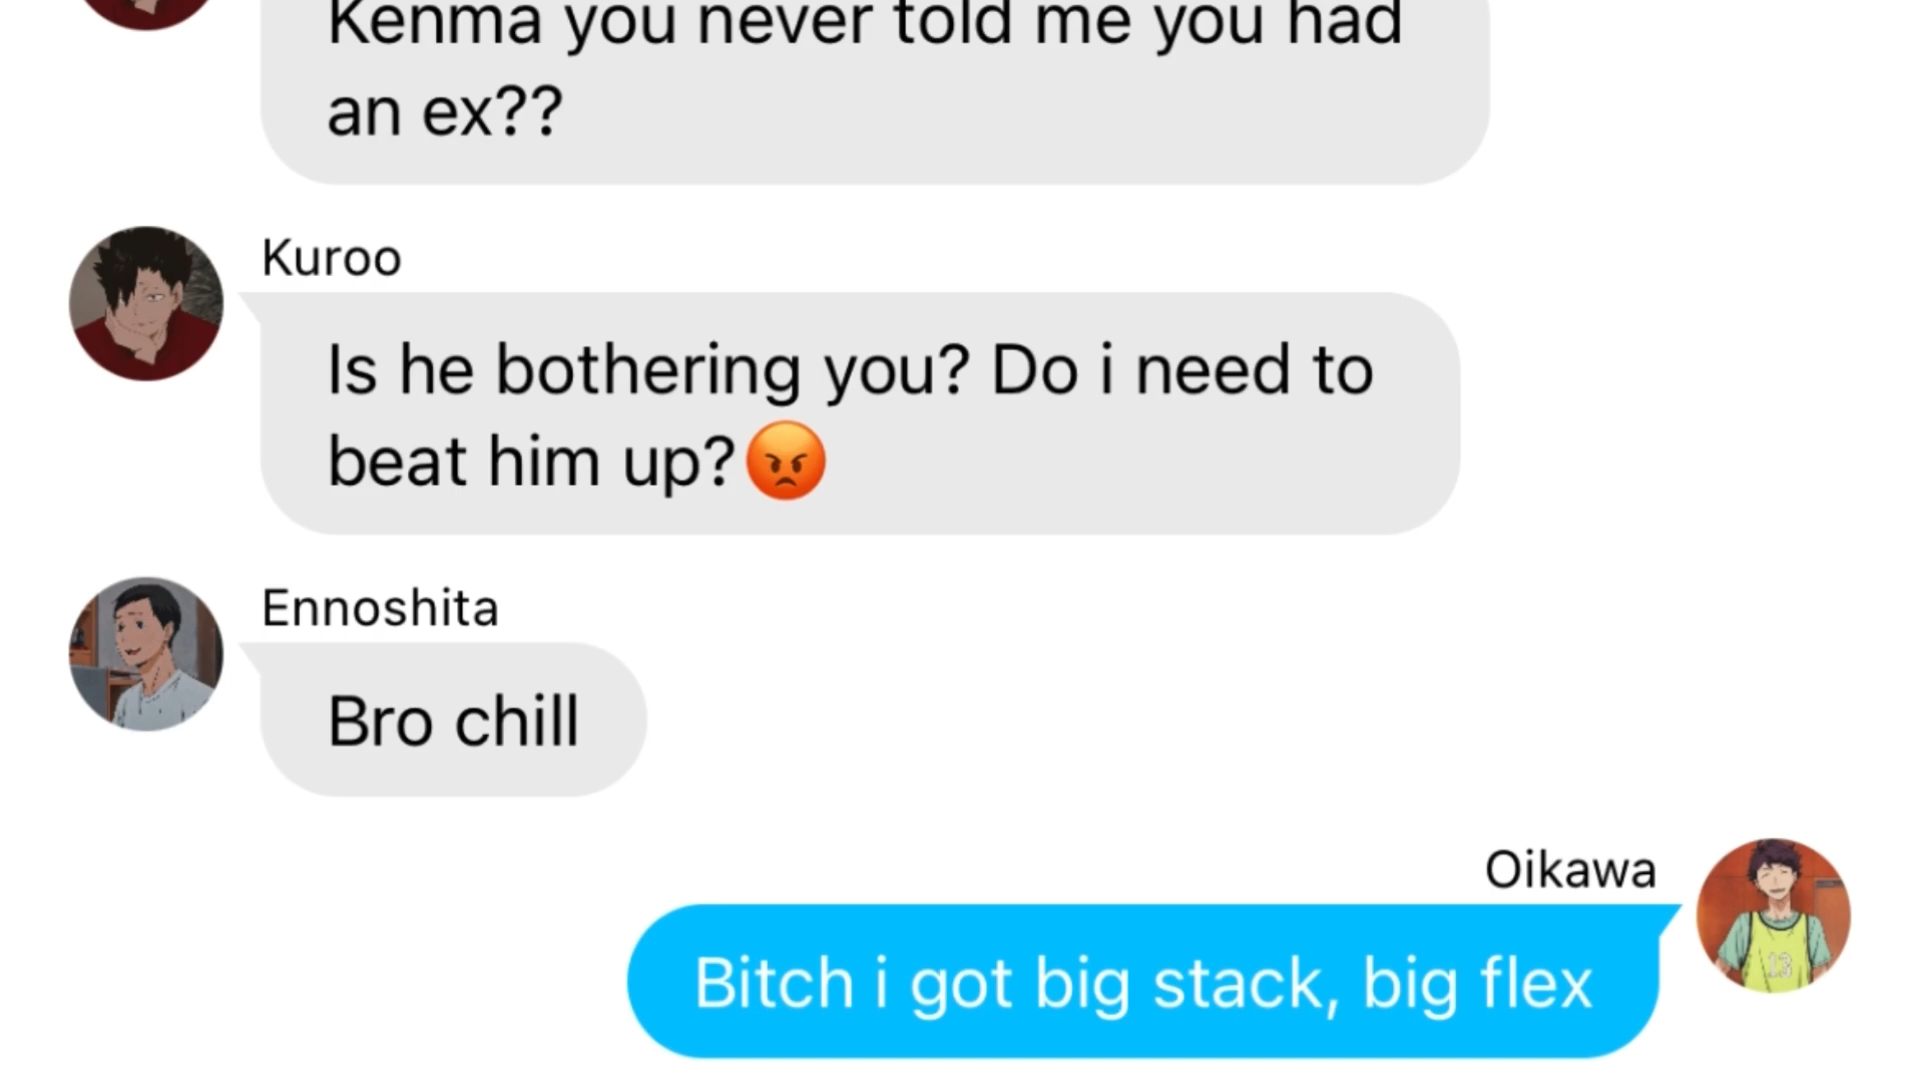 Kenma you never told me you had
an ex??
Kuroo
Is he bothering you? Do i need to
beat him up?😡
Ennoshita
Bro chill
Oikawa
Bitch i got big stack, big flex
13